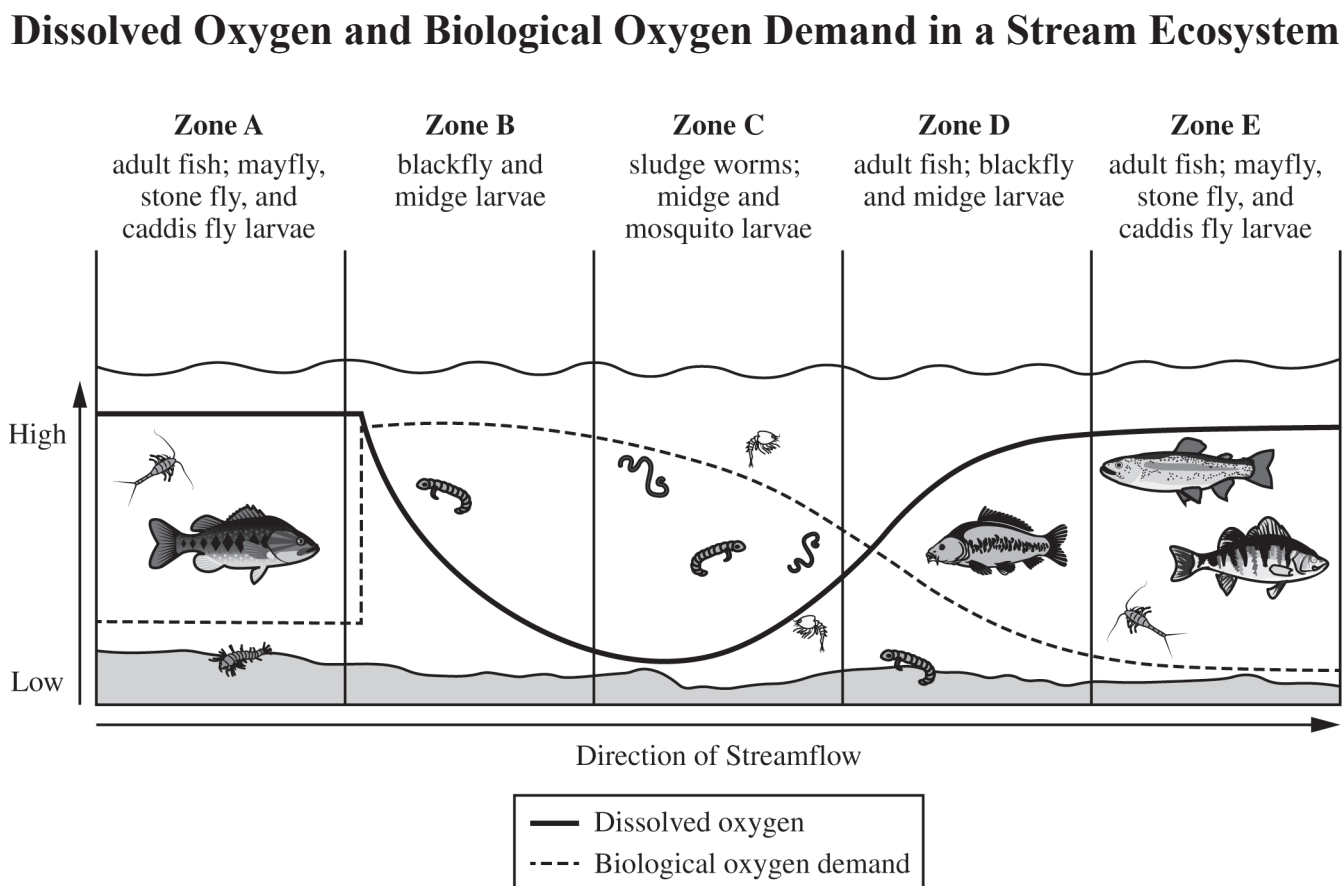 Dissolved Oxygen and Biological Oxygen Demand in a Stream Ecosystem
Zone A
adult fish; mayfly,
stone fly, and
caddis fly larvae
Zone B
blackfly and
midge larvae
Zone C
sludge worms;
midge and
mosquito larvae
Zone D
adult fish; blackfly
and midge larvae
Zone E
adult fish; mayfly,
stone fly, and
caddis fly larvae
High
Low
Direction of Streamflow
Dissolved oxygen
Biological oxygen demand